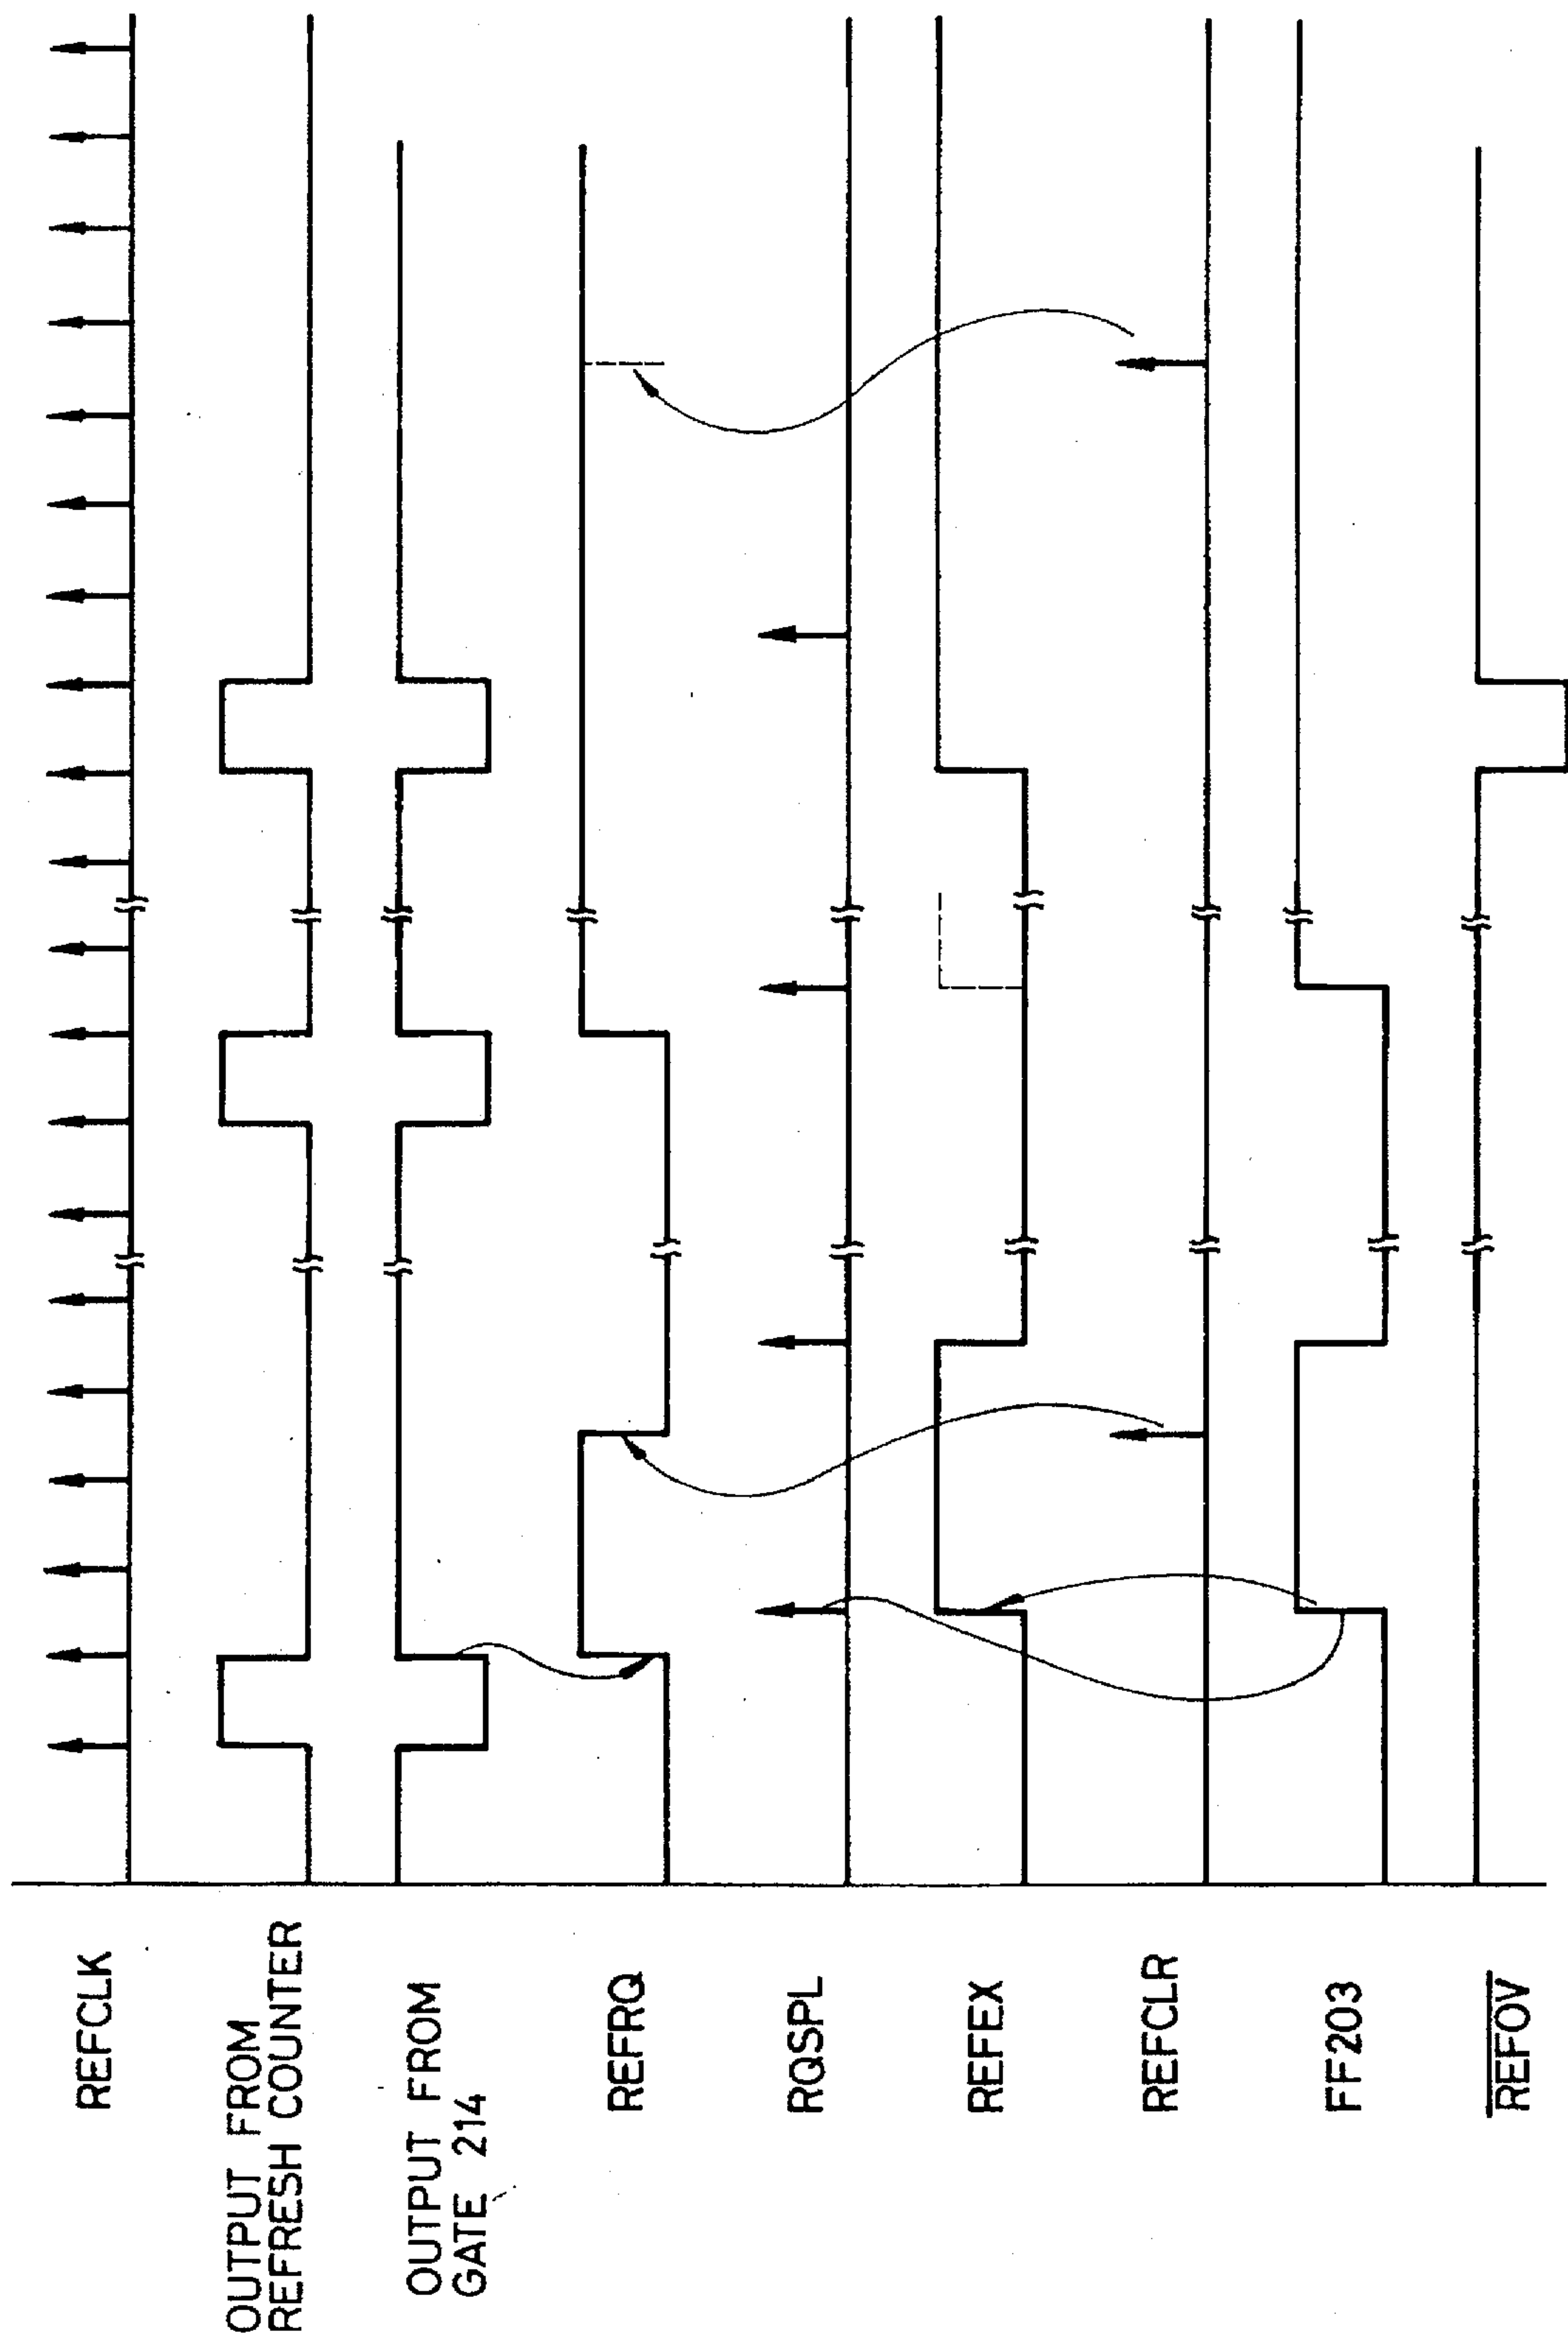 REFCLK
OUTPUT FROM
REFRESH COUNTER
OUTPUT FROM
GATE 214
REFRQ
RQSPL
REFEX
REFCLR
FF203
REFOV